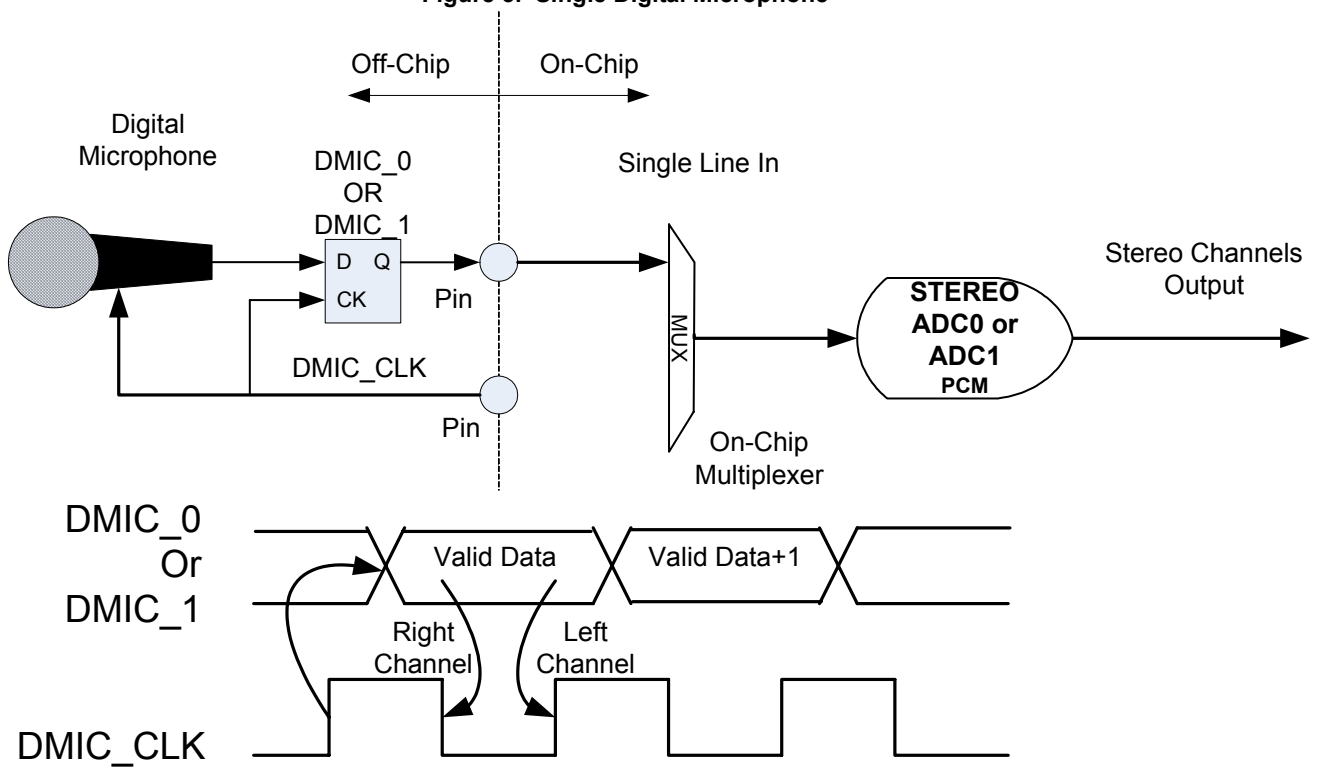 Figure 8. Single Digital Microphone
Off-Chip
On-Chip
Digital
Microphone
DMIC_0
OR
DMIC_1
Single Line In
D Q
CK
Pin
MUX
STEREO
ADC0 or
ADC1
PCM
Stereo Channels
Output
DMIC_CLK
Pin
On-Chip
Multiplexer
DMIC_0
Or
DMIC_1
Valid Data
Valid Data+1
Right
Channel
Left
Channel
DMIC_CLK